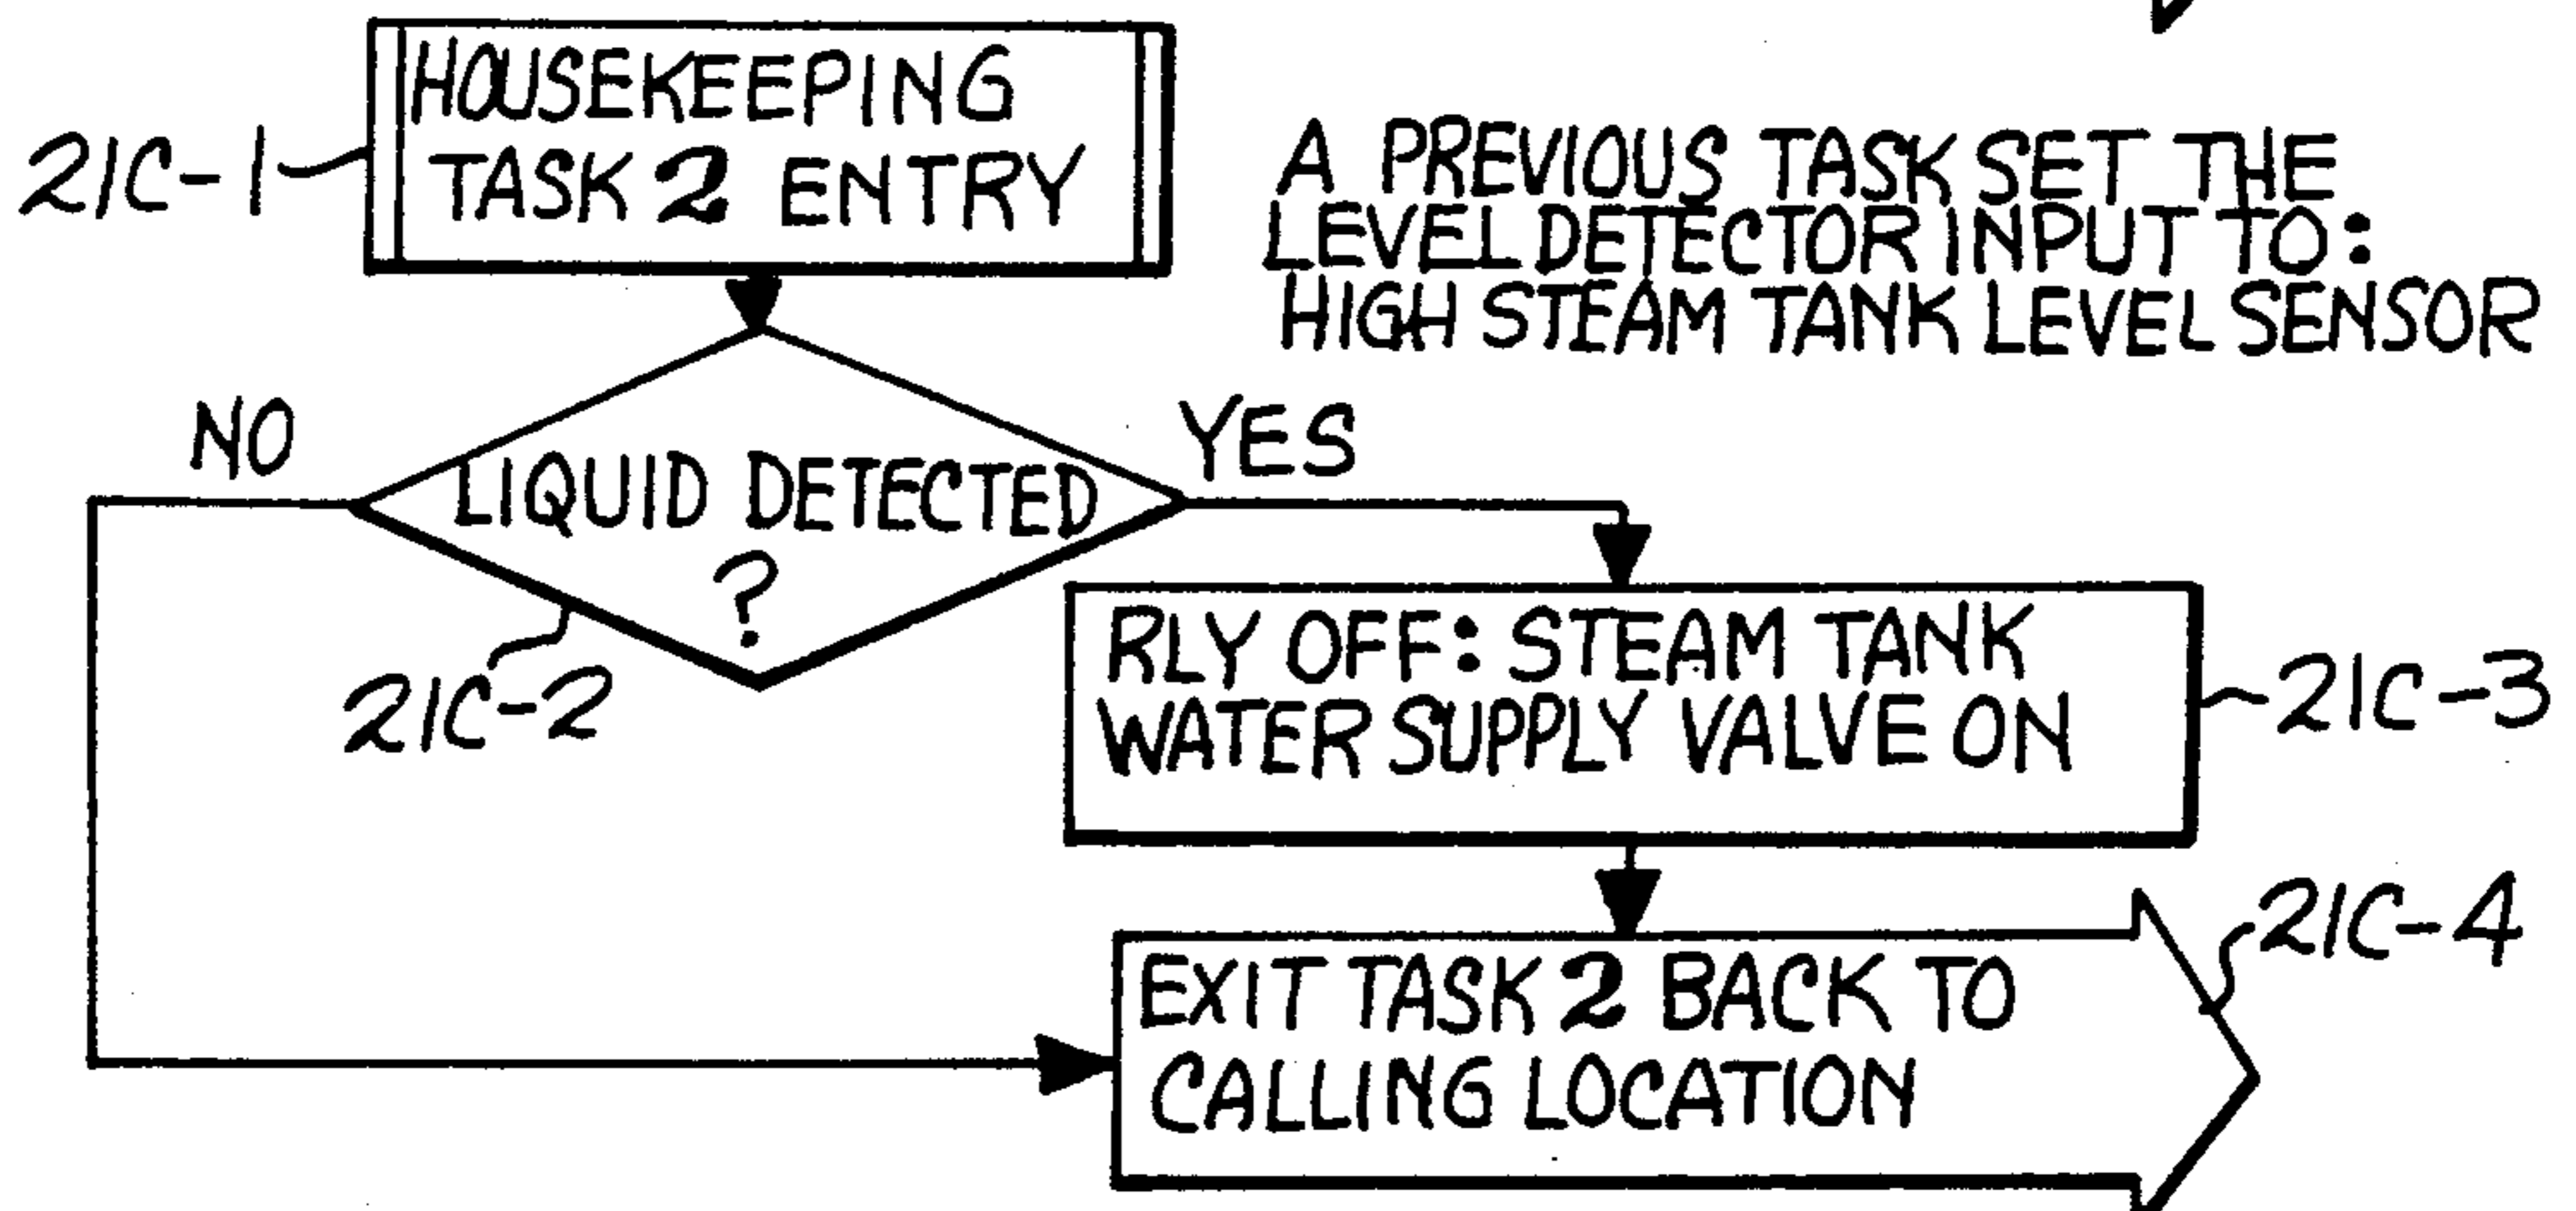 HOUSEKEEPING
TASK 2 ENTRY
21C-1
A PREVIOUS TASK SET THE
LEVEL DETECTOR INPUT TO:
HIGH STEAM TANK LEVEL SENSOR
NO
YES
LIQUID DETECTED
?
21C-2
RLY OFF: STEAM TANK
WATER SUPPLY VALVE ON
21C-3
EXIT TASK 2 BACK TO
CALLING LOCATION
21C-4